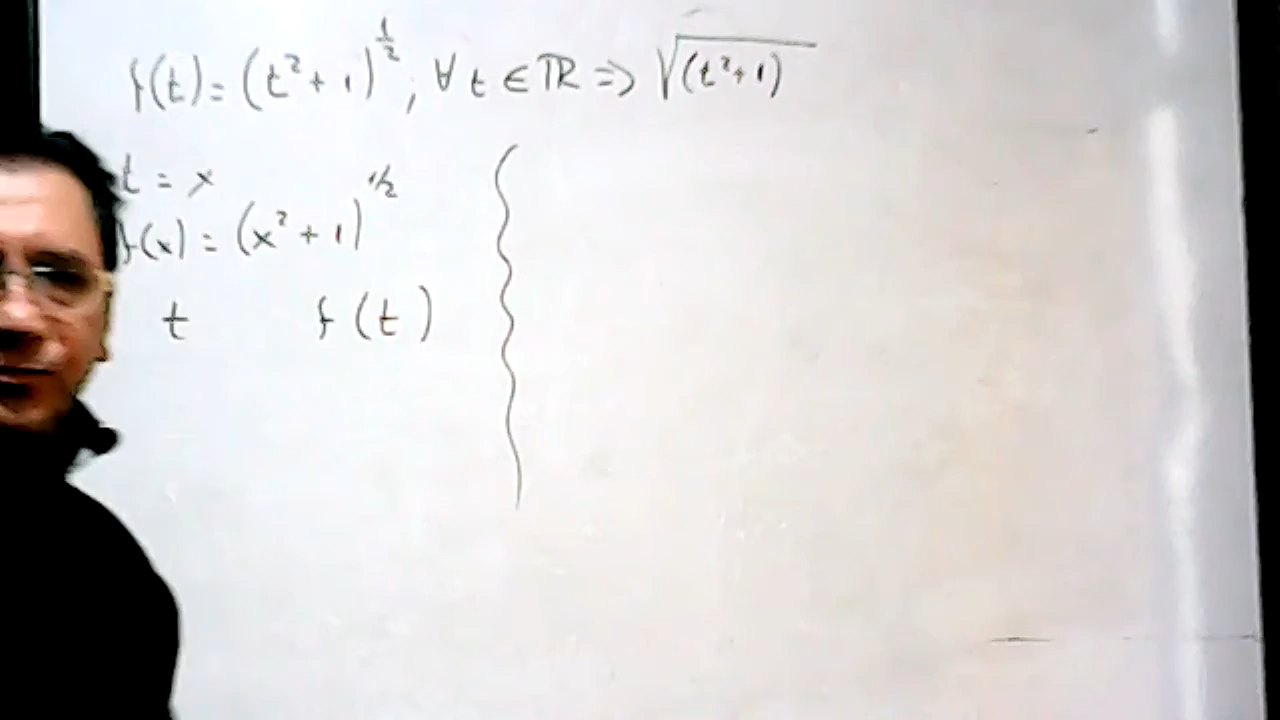 f(t) = (t² + 1)^½ ; ∀ t ∈ ℝ ⇒ √(t² + 1)
t = x
f(x) = (x² + 1)^1/2
t f(t)